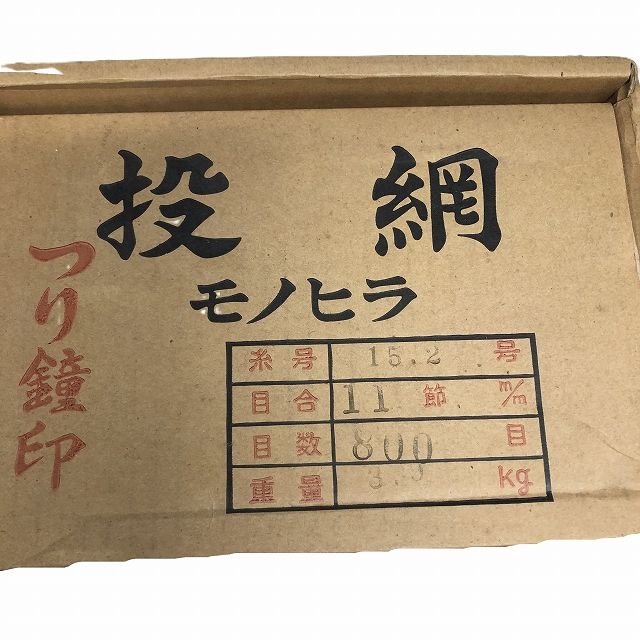 投網
モノヒラ
つり鐘印
糸号 15.2 号
目合 11 節 m/m
目数 800 目
重量 kg